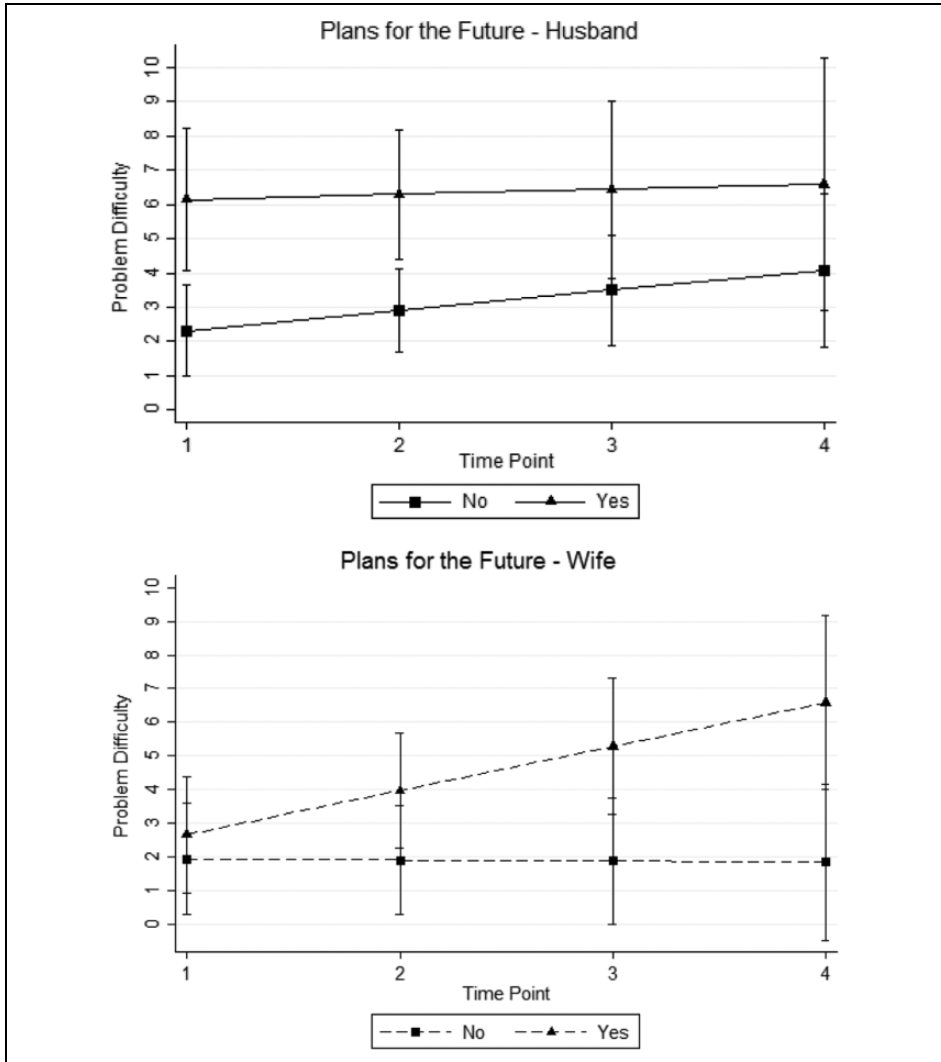 Plans for the Future - Husband
Problem Difficulty
10
9
8
7
6
5
4
3
2
1
0
1 2 3 4
Time Point
No Yes
Plans for the Future - Wife
Problem Difficulty
10
9
8
7
6
5
4
3
2
1
0
1 2 3 4
Time Point
No Yes